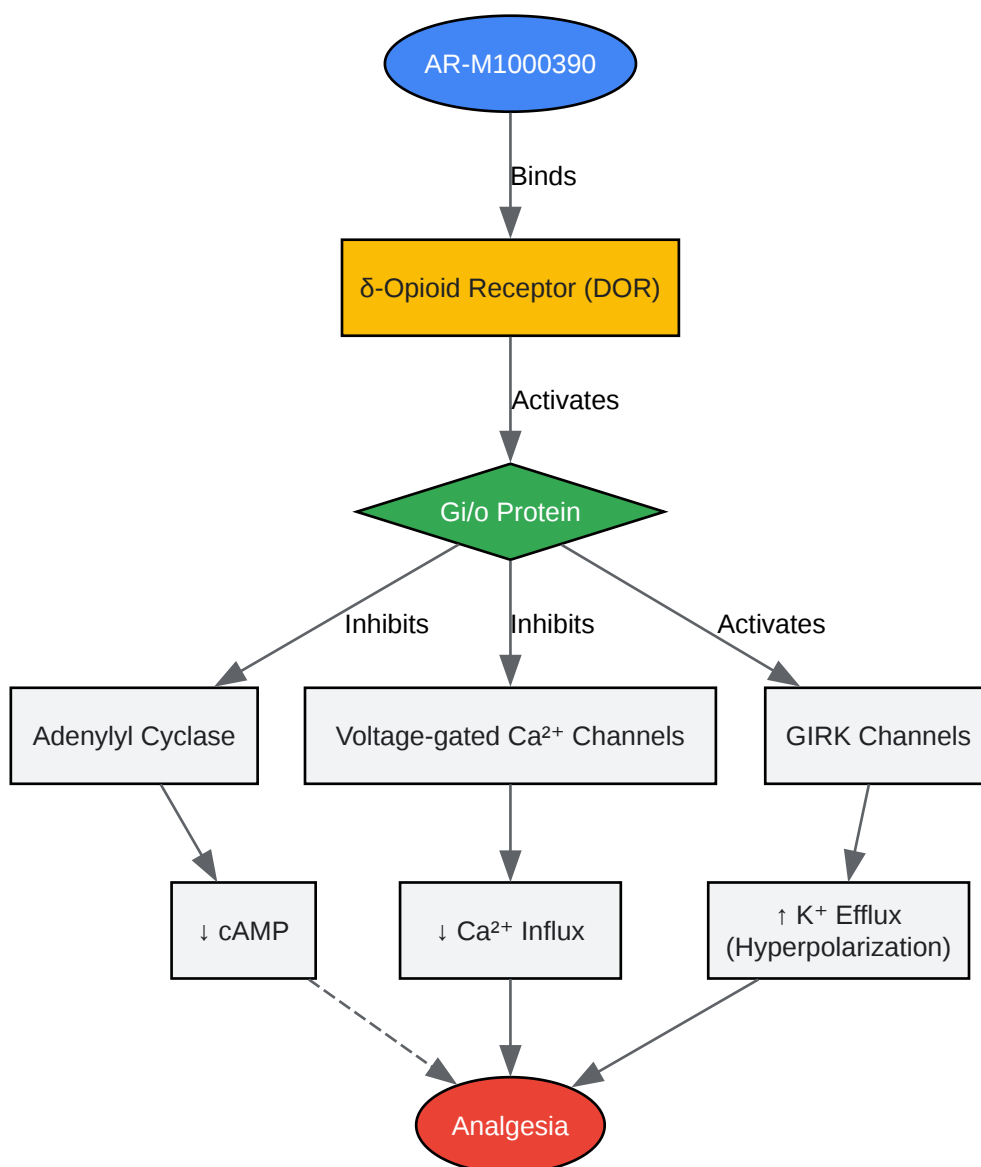 AR-M1000390
Binds
δ-Opioid Receptor (DOR)
Activates
Gi/o Protein
Inhibits
Inhibits
Activates
Adenylyl Cyclase
Voltage-gated Ca²⁺ Channels
GIRK Channels
↓ cAMP
↓ Ca²⁺ Influx
↑ K⁺ Efflux
(Hyperpolarization)
Analgesia